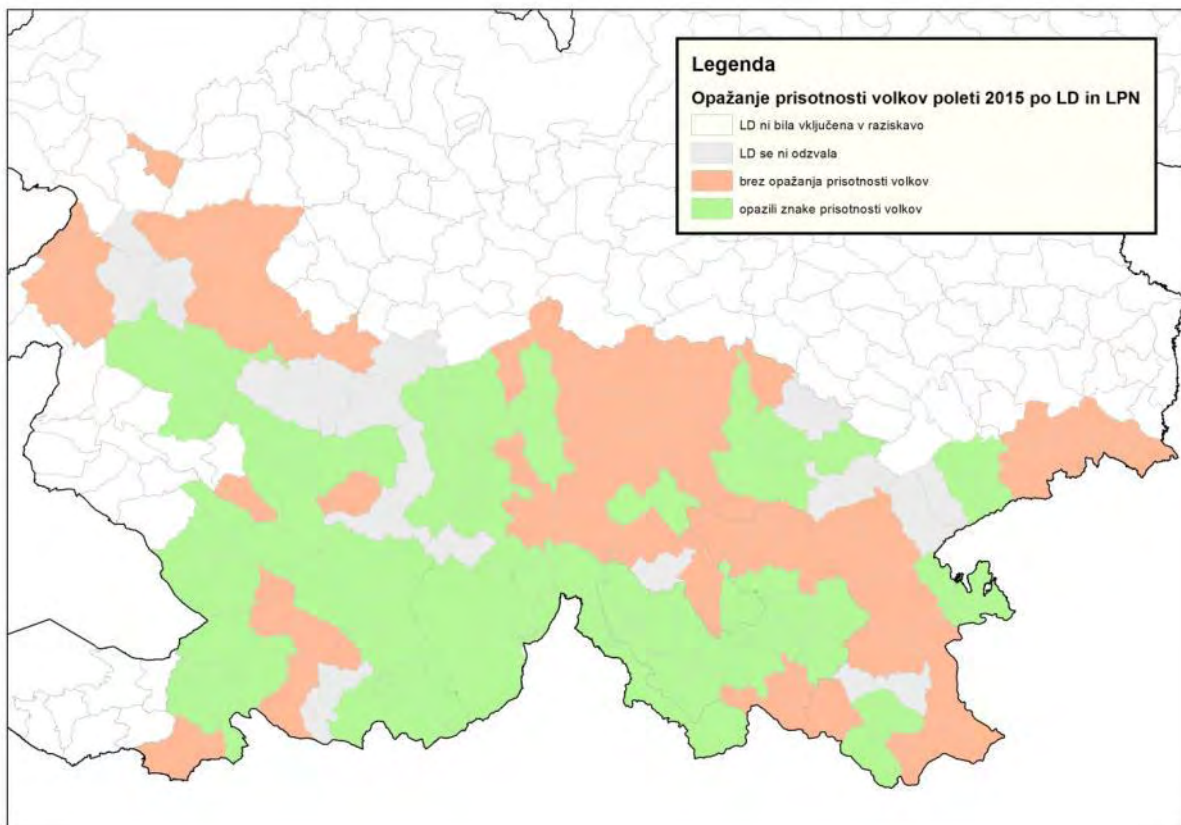 Legenda
Opažanje prisotnosti volkov poleti 2015 po LD in LPN
LD ni bila vključena v raziskavo
LD se ni odzvala
brez opažanja prisotnosti volkov
opazili znake prisotnosti volkov